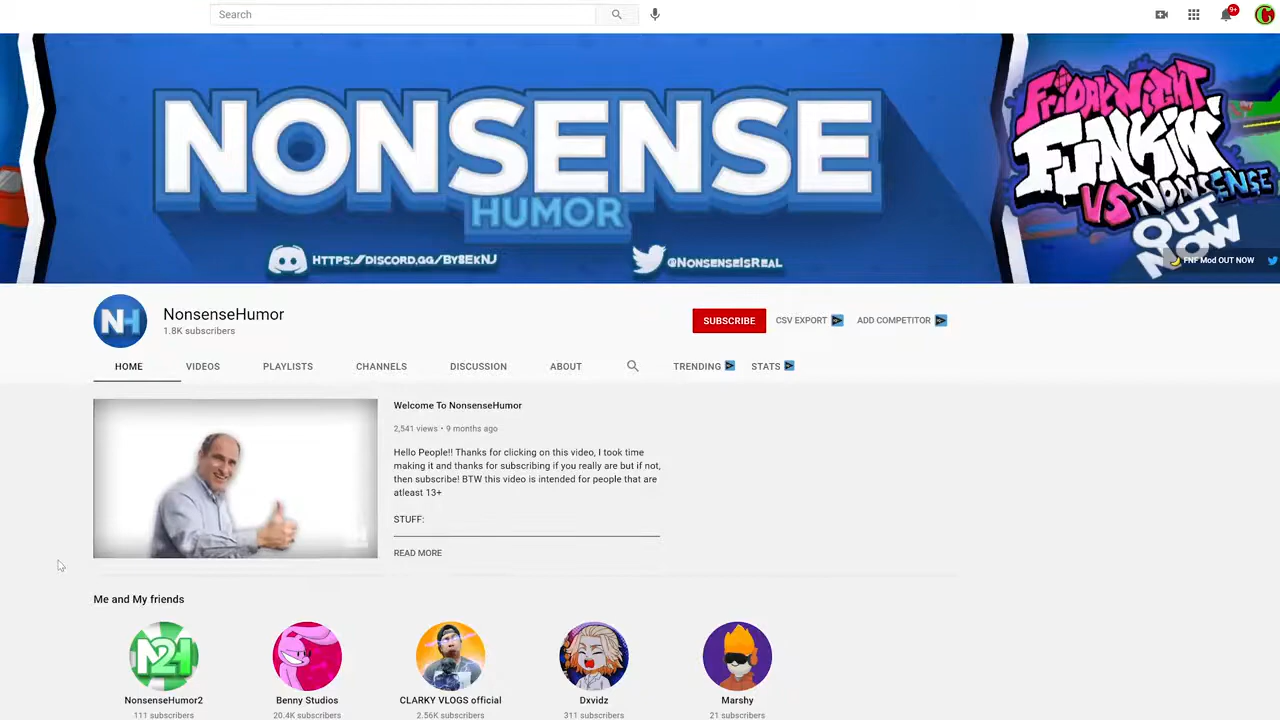 Search
9+
NONSENSE
HUMOR
HTTPS://DISCORD.GG/BY8EKNJ
@NONSENSEISREAL
FRIDAY NIGHT
FUNKIN'
VS NONSENSE
OUT
NOW
FNF Mod OUT NOW
NH
NonsenseHumor
1.8K subscribers
SUBSCRIBE
CSV EXPORT
ADD COMPETITOR
HOME
VIDEOS
PLAYLISTS
CHANNELS
DISCUSSION
ABOUT
TRENDING
STATS
Welcome To NonsenseHumor
2,541 views • 9 months ago
Hello People!! Thanks for clicking on this video, I took time
making it and thanks for subscribing if you really are but if not,
then subscribe! BTW this video is intended for people that are
atleast 13+
STUFF:
READ MORE
Me and My friends
NonsenseHumor2
Benny Studios
CLARKY VLOGS official
Dxvidz
Marshy
111 subscribers
20.4K subscribers
2.56K subscribers
311 subscribers
21 subscribers